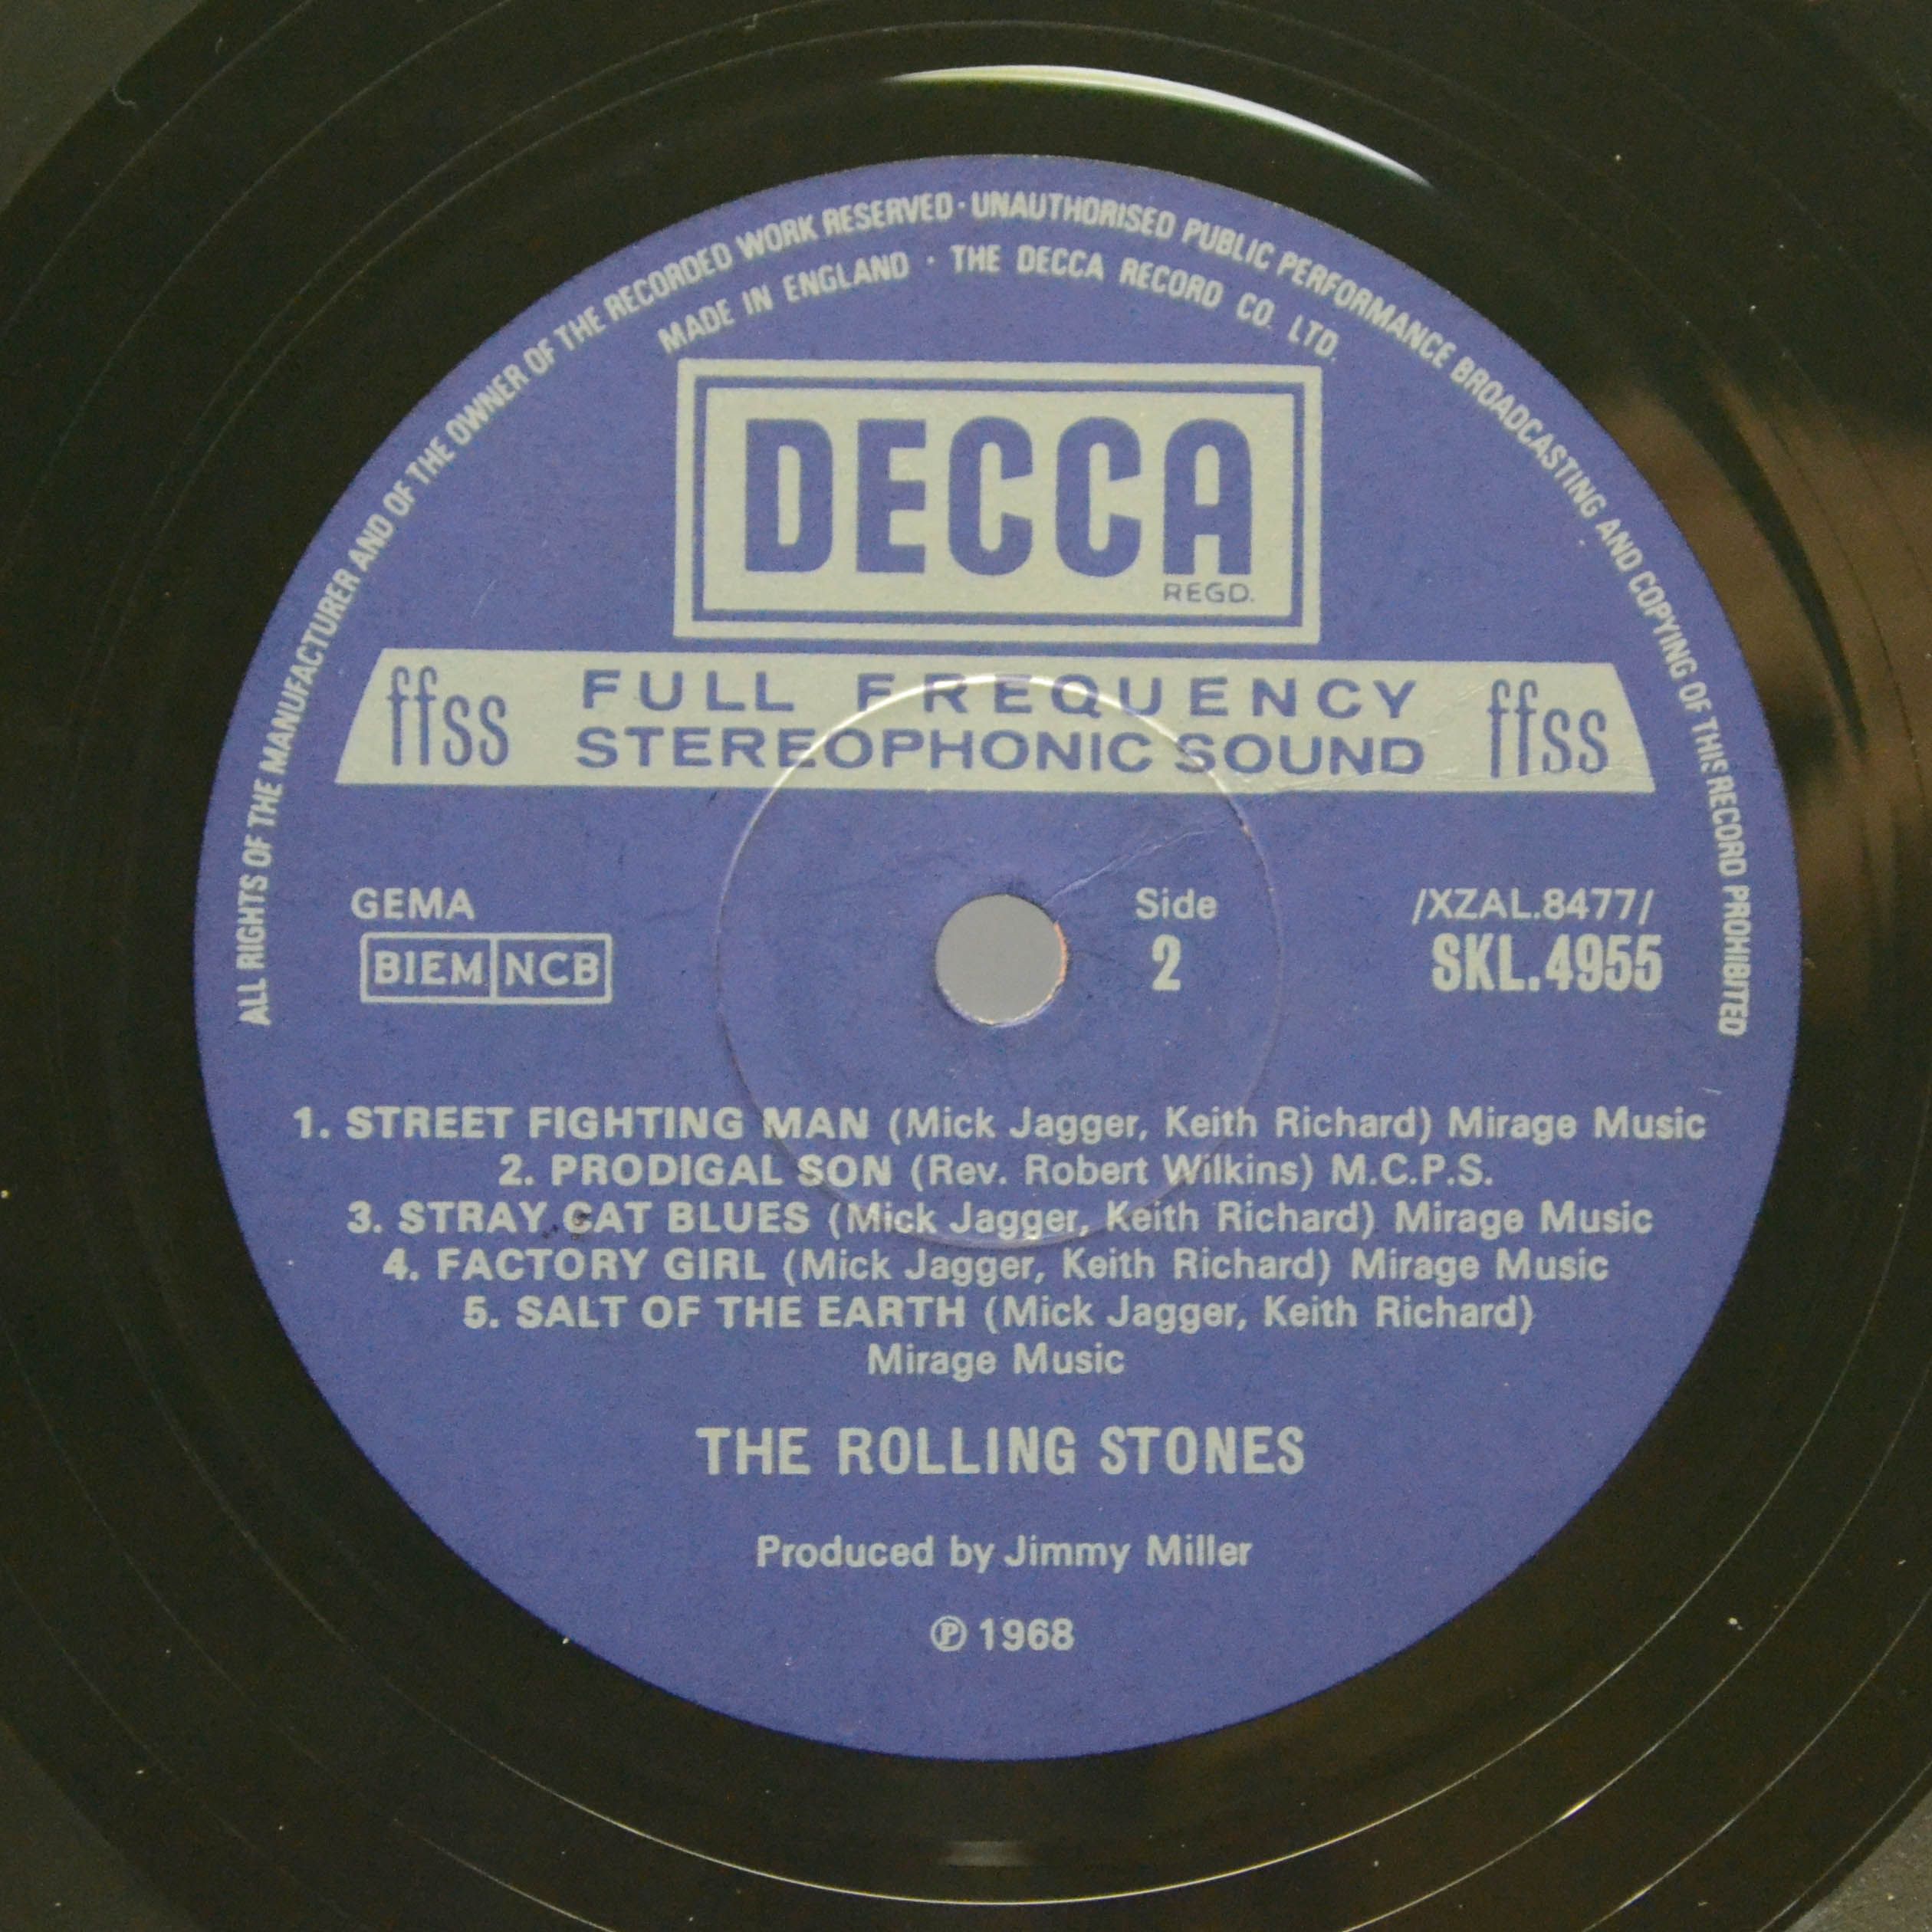 ALL RIGHTS OF THE MANUFACTURER AND OF THE OWNER OF THE RECORDED WORK RESERVED · UNAUTHORISED PUBLIC PERFORMANCE BROADCASTING AND COPYING OF THIS RECORD PROHIBITED
MADE IN ENGLAND · THE DECCA RECORD CO. LTD.
DECCA
REGD.
ffss FULL FREQUENCY ffss
STEREOPHONIC SOUND
GEMA Side /XZAL.8477/
BIEM NCB 2 SKL.4955
1. STREET FIGHTING MAN (Mick Jagger, Keith Richard) Mirage Music
2. PRODIGAL SON (Rev. Robert Wilkins) M.C.P.S.
3. STRAY CAT BLUES (Mick Jagger, Keith Richard) Mirage Music
4. FACTORY GIRL (Mick Jagger, Keith Richard) Mirage Music
5. SALT OF THE EARTH (Mick Jagger, Keith Richard)
Mirage Music
THE ROLLING STONES
Produced by Jimmy Miller
℗ 1968